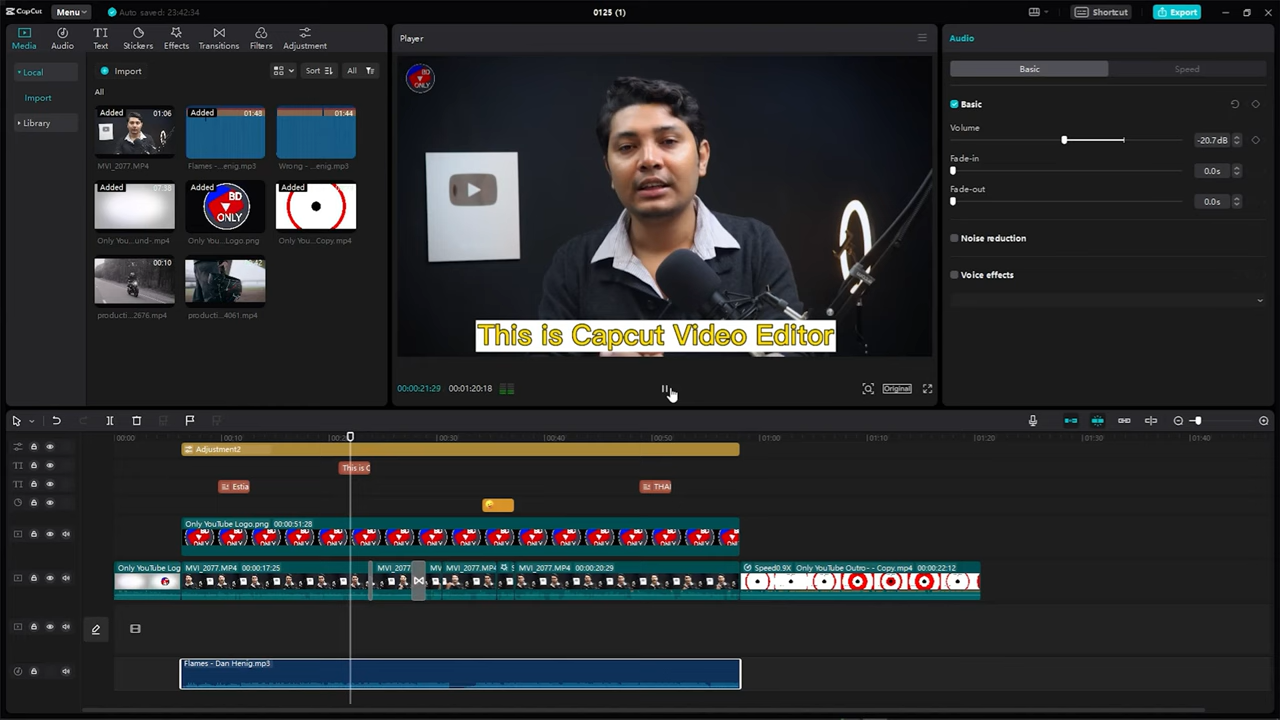 CapCut
Menu
Auto saved: 23:42:34
0125 (1)
Shortcut
Export
Media
Audio
Text
Stickers
Effects
Transitions
Filters
Adjustment
Local
Import
Library
Import
Sort
All
All
Added 01:06
MVI_2077.MP4
Added 01:48
Flames - ...enig.mp3
Added 01:44
Wrong - ...enig.mp3
Added 07:38
Only You...und-.mp4
Added
Only You...Logo.png
Added
Only You...Copy.mp4
00:10
producti...2676.mp4
producti...4061.mp4
Player
BD
ONLY
This is Capcut Video Editor
00:00:21:29 00:01:20:18
Original
Audio
Basic
Speed
Basic
Volume
-20.7dB
Fade-in
0.0s
Fade-out
0.0s
Noise reduction
Voice effects
00:00 00:10 00:20 00:30 00:40 00:50 01:00 01:10 01:20 01:30 01:40
Adjustment2
This is C
Estia
THA
Only YouTube Logo.png 00:00:51:28
Only YouTube Log MVI_2077.MP4 00:00:17:25 MVI_2077 MV MVI_2077.MP4 MVI_2077.MP4 00:00:20:29 Speed0.9X Only YouTube Outro- - Copy.mp4 00:00:22:12
Flames - Dan Henig.mp3